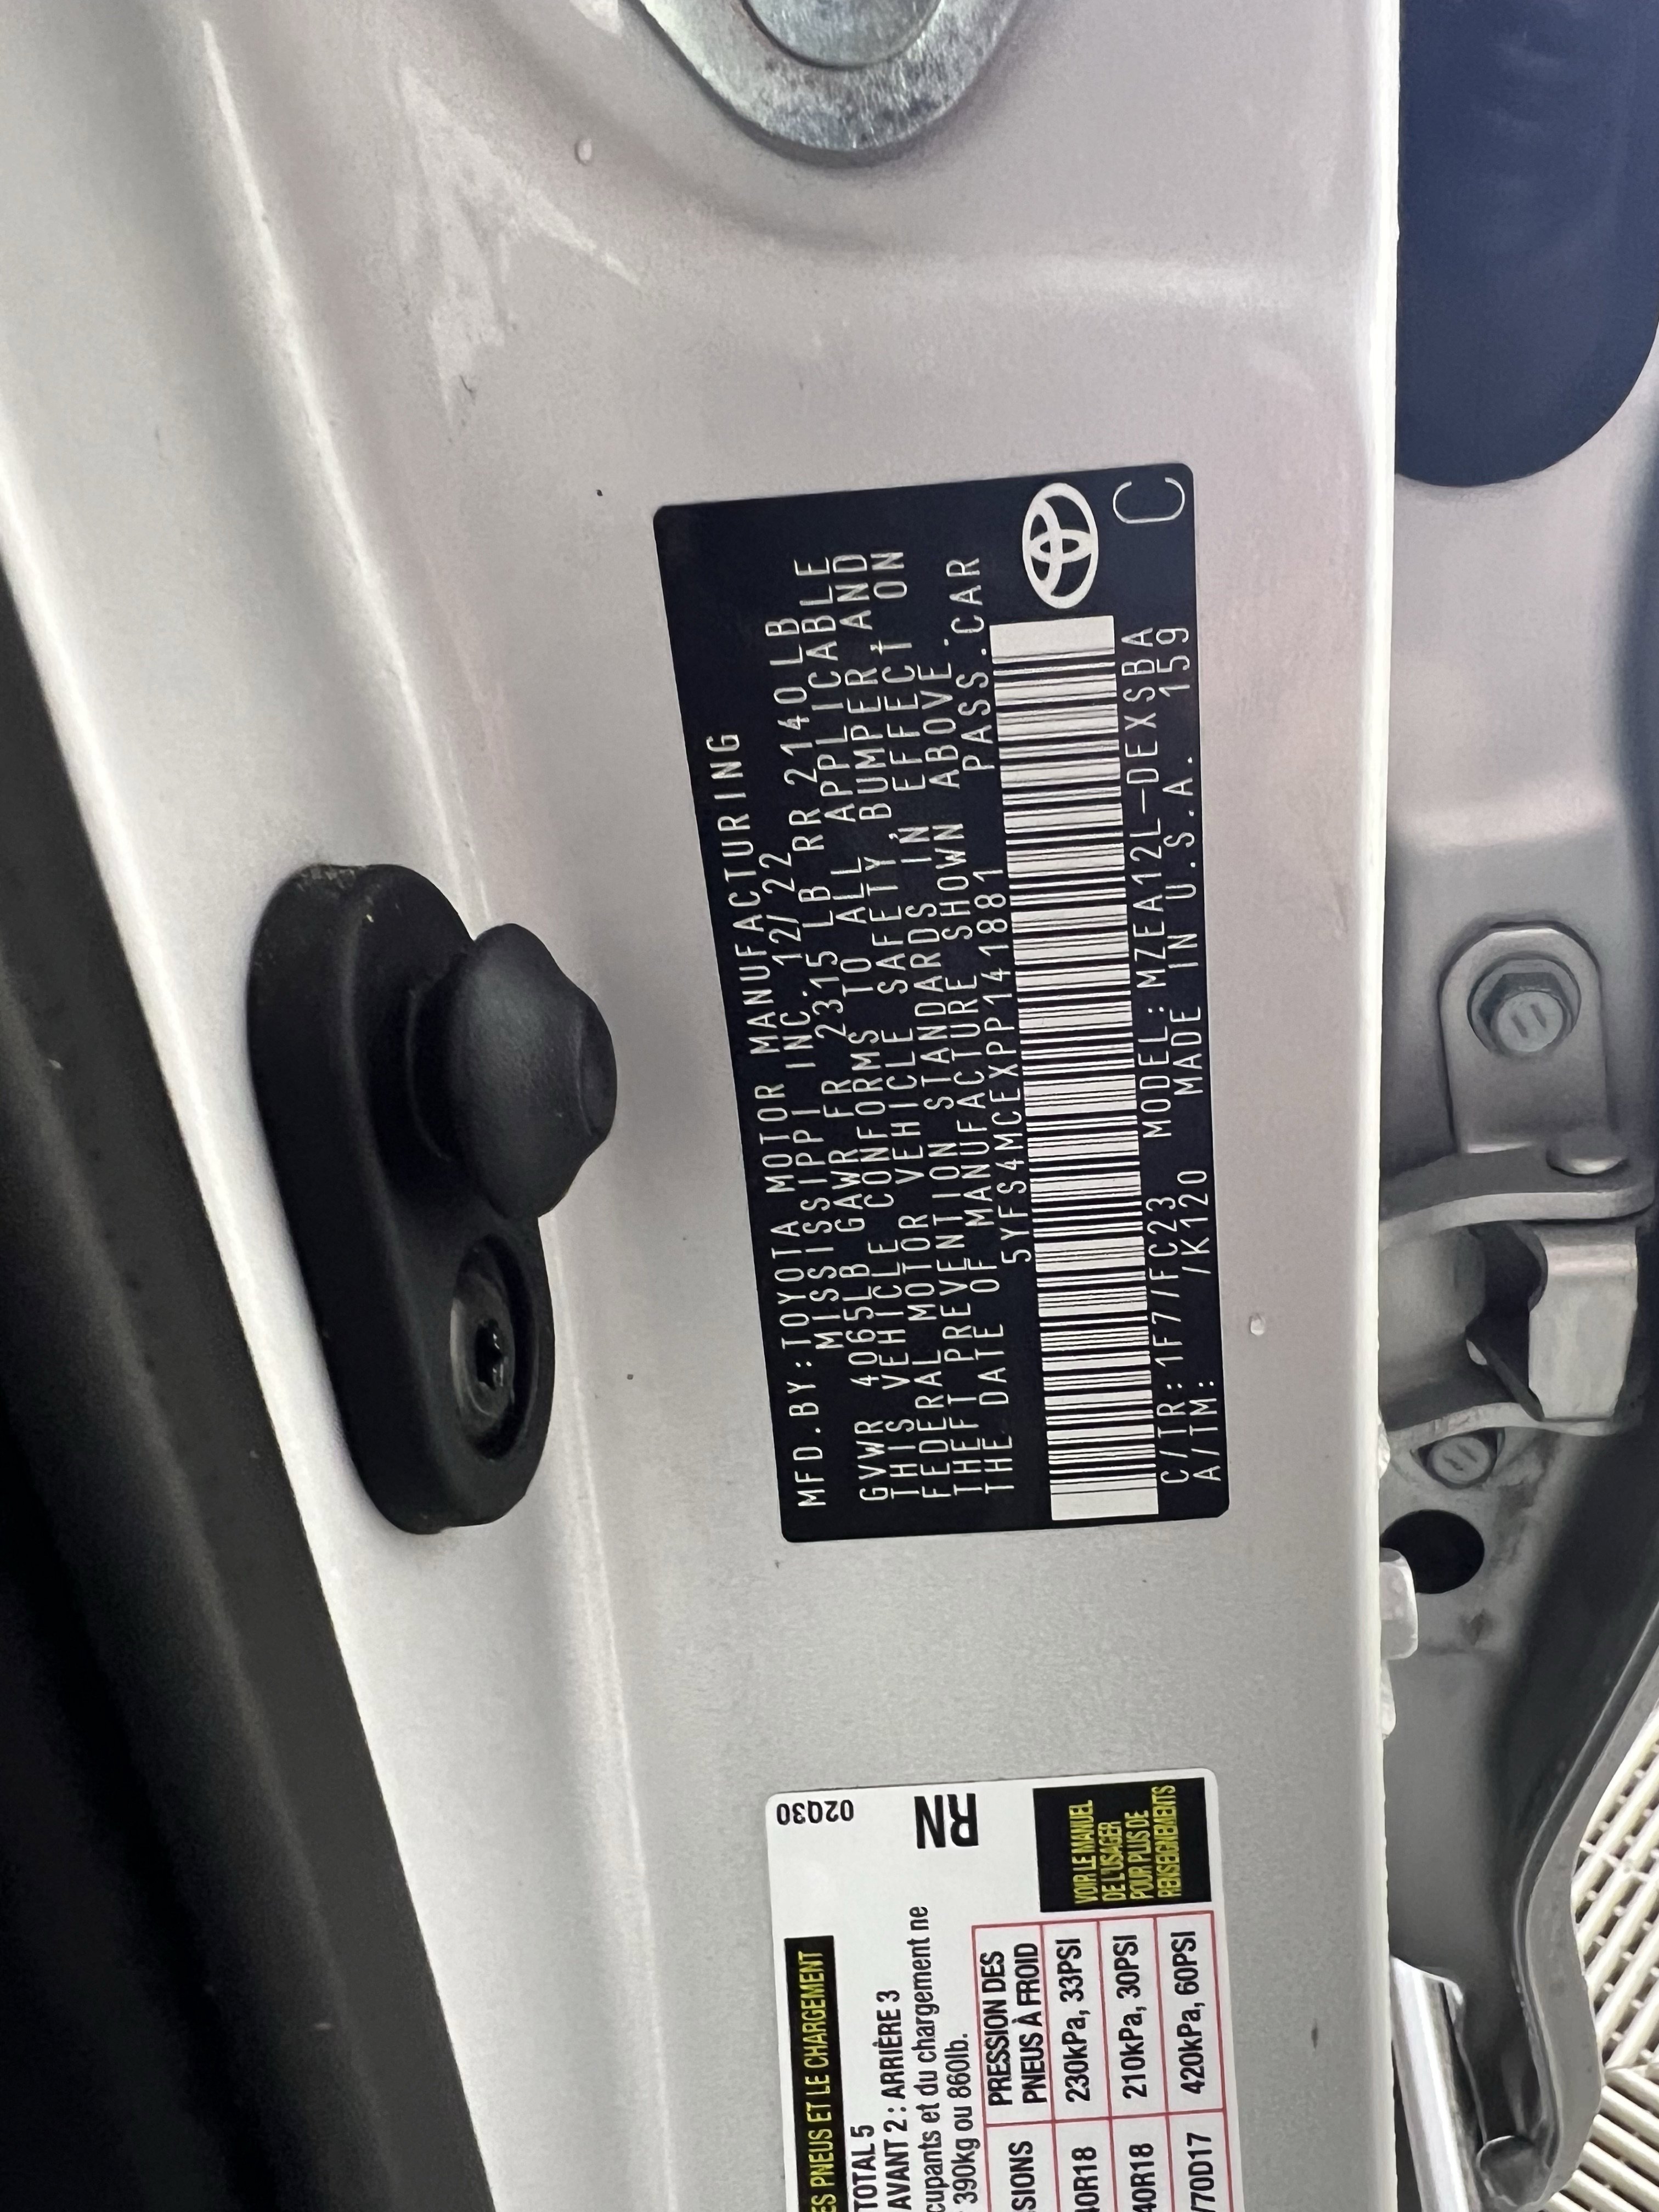 MFD.BY:TOYOTA MOTOR MANUFACTURING
MISSISSIPPI INC. 12/22
GVWR 4065LB GAWR FR 2315 LB RR 2140LB
THIS VEHICLE CONFORMS TO ALL APPLICABLE
FEDERAL MOTOR VEHICLE SAFETY,BUMPER,AND
THEFT PREVENTION STANDARDS IN EFFECT ON
THE DATE OF MANUFACTURE SHOWN ABOVE.
5YFS4MCEXPP141881 PASS.CAR
C/TR:1F7/FC23 MODEL:MZEA12L-DEXSBA
A/TM: /K120 MADE IN U.S.A. 159
C
02Q30
RN
ES PNEUS ET LE CHARGEMENT
TOTAL 5
AVANT 2 : ARRIÈRE 3
cupants et du chargement ne
390kg ou 860lb.
SIONS PRESSION DES
PNEUS À FROID
40R18 230kPa, 33PSI
40R18 210kPa, 30PSI
/70D17 420kPa, 60PSI
VOIR LE MANUEL
DE L'USAGER
POUR PLUS DE
RENSEIGNEMENTS